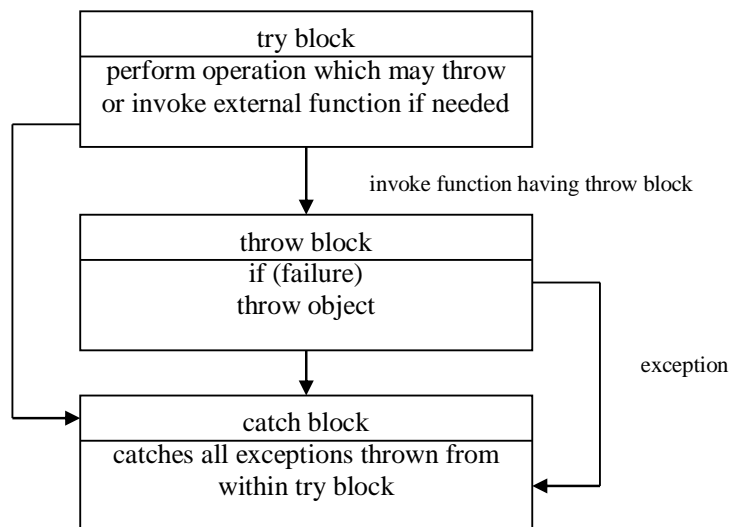 try block
perform operation which may throw
or invoke external function if needed
invoke function having throw block
throw block
if (failure)
throw object
exception
catch block
catches all exceptions thrown from
within try block